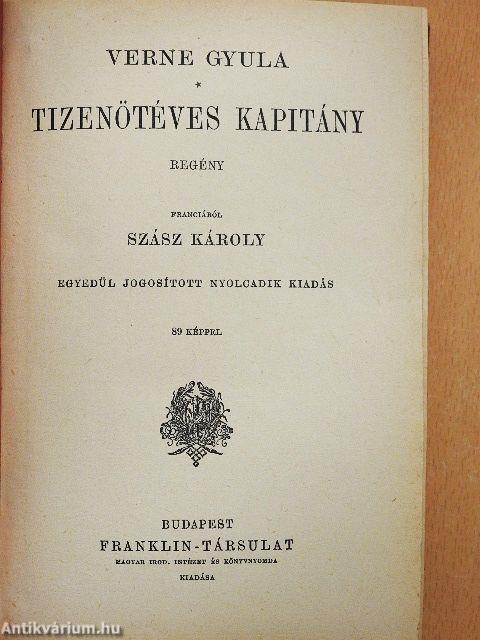 VERNE GYULA
*
TIZENÖTÉVES KAPITÁNY
REGÉNY
FRANCIÁBÓL
SZÁSZ KÁROLY
EGYEDÜL JOGOSÍTOTT NYOLCADIK KIADÁS
89 KÉPPEL
BUDAPEST
FRANKLIN-TÁRSULAT
MAGYAR IROD. INTÉZET ÉS KÖNYVNYOMDA
KIADÁSA
Antikvárium.hu